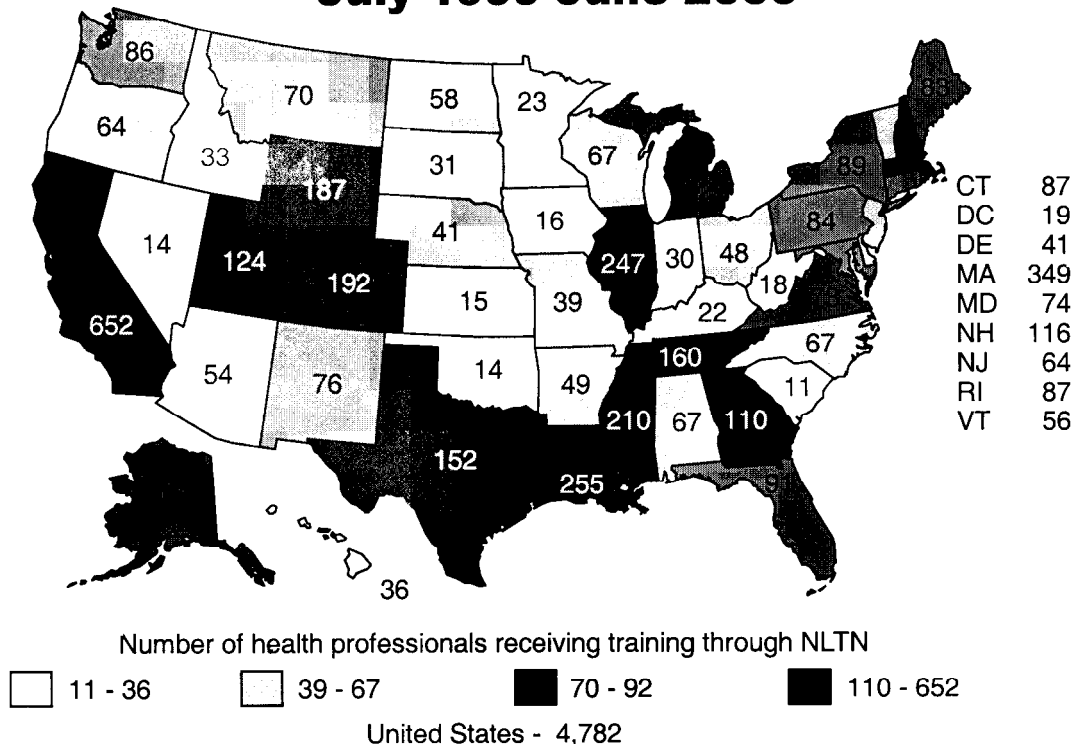 86
70
58
23
64
33
31
67
187
89
84
14
41
16
124
192
247
30
48
18
15
39
22
652
67
160
54
76
14
49
11
210
67
110
152
255
36
CT 87
DC 19
DE 41
MA 349
MD 74
NH 116
NJ 64
RI 87
VT 56
Number of health professionals receiving training through NLTN
11 - 36
39 - 67
70 - 92
110 - 652
United States - 4,782